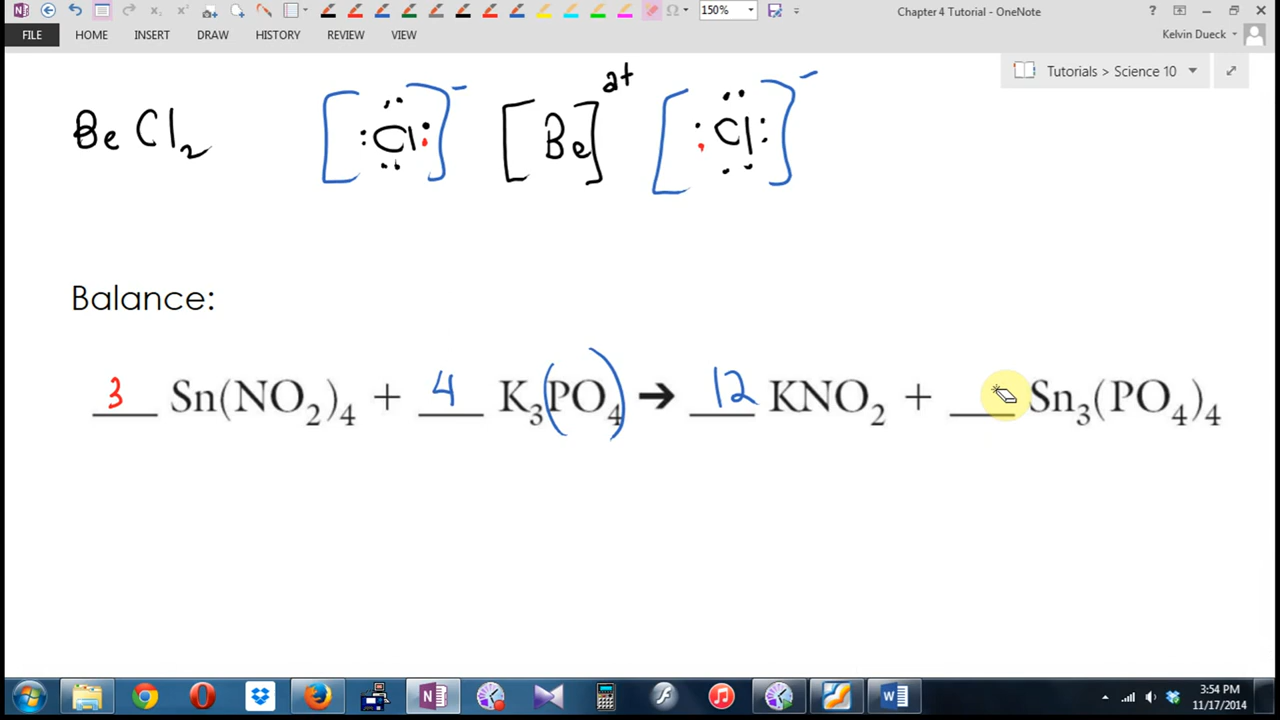 150% Chapter 4 Tutorial - OneNote ?
FILE HOME INSERT DRAW HISTORY REVIEW VIEW Kelvin Dueck
Tutorials > Science 10
BeCl₂ [:Cl:]⁻ [Be]²⁺ [:Cl:]⁻
Balance:
3 Sn(NO₂)₄ + 4 K₃(PO₄) → 12 KNO₂ + ___ Sn₃(PO₄)₄
3:54 PM
11/17/2014